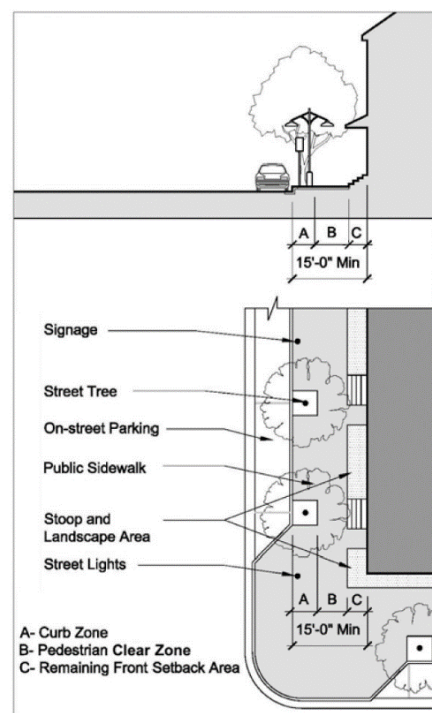 A B C
15'-0" Min
Signage
Street Tree
On-street Parking
Public Sidewalk
Stoop and
Landscape Area
Street Lights
A B C
15'-0" Min
A- Curb Zone
B- Pedestrian Clear Zone
C- Remaining Front Setback Area